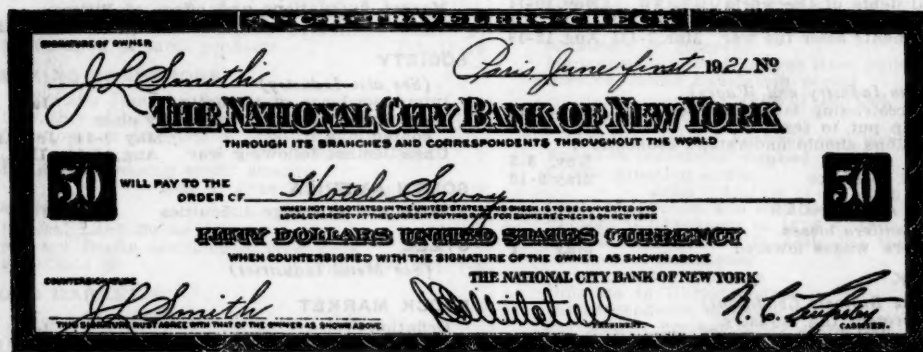 N·C·B·TRAVELERS·CHECK
SIGNATURE OF OWNER
J L Smith
Paris June first 1921 Nº
THE NATIONAL CITY BANK OF NEW YORK
THROUGH ITS BRANCHES AND CORRESPONDENTS THROUGHOUT THE WORLD
50 WILL PAY TO THE ORDER OF Hotel Savoy 50
WHEN NOT NEGOTIATED IN THE UNITED STATES, THIS CHECK IS TO BE CONVERTED INTO
LOCAL CURRENCY AT THE CURRENT BUYING RATE FOR BANKERS CHECKS ON NEW YORK
FIFTY DOLLARS UNITED STATES CURRENCY
WHEN COUNTERSIGNED WITH THE SIGNATURE OF THE OWNER AS SHOWN ABOVE
THE NATIONAL CITY BANK OF NEW YORK
COUNTERSIGNATURE
J L Smith
THIS SIGNATURE MUST AGREE WITH THAT OF THE OWNER AS SHOWN ABOVE
PRESIDENT.
CASHIER.